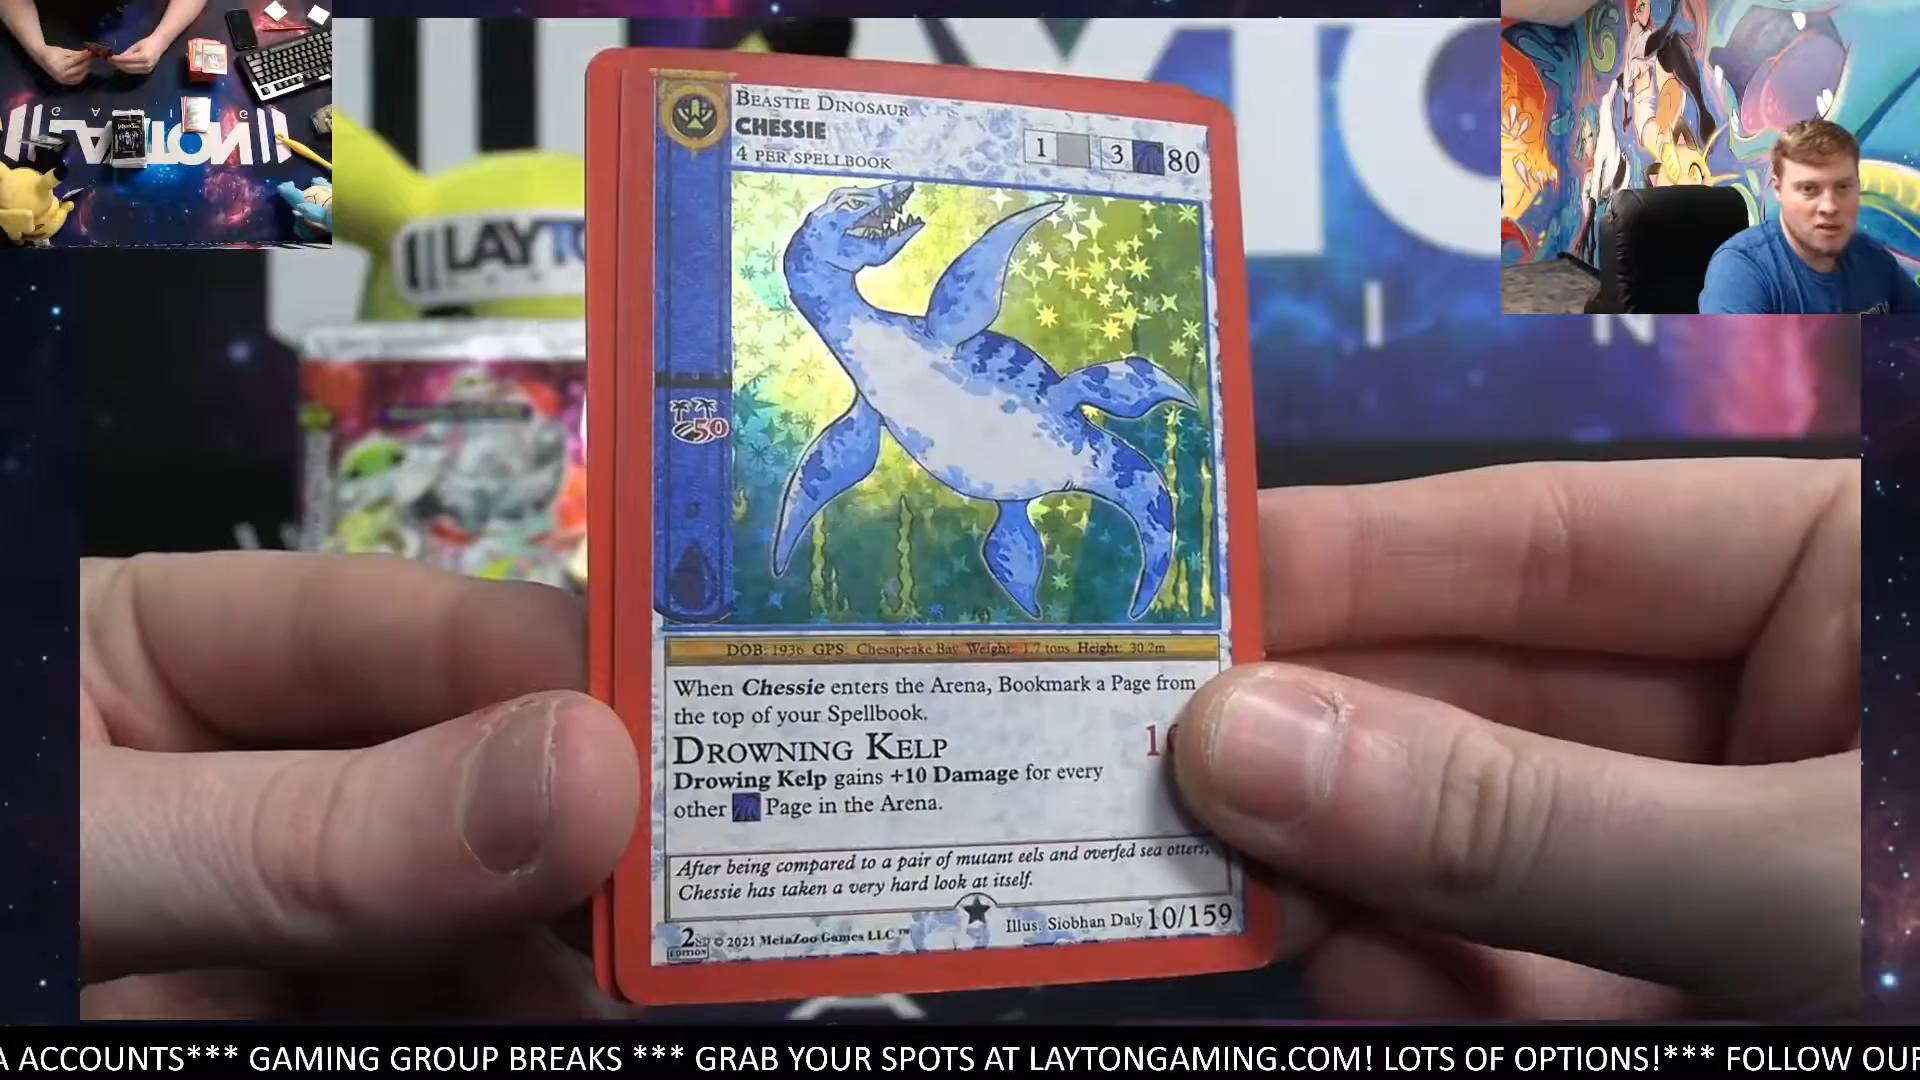 BEASTIE DINOSAUR
CHESSIE
4 PER SPELLBOOK
1 3 80
50
DOB: 1936 GPS: Chesapeake Bay Weight: 1.7 tons Height: 30.2m
When Chessie enters the Arena, Bookmark a Page from
the top of your Spellbook.
DROWNING KELP
Drowing Kelp gains +10 Damage for every
other Page in the Arena.
After being compared to a pair of mutant eels and overfed sea otters,
Chessie has taken a very hard look at itself.
2ND EDITION © 2021 MetaZoo Games LLC ™
Illus. Siobhan Daly 10/159
A ACCOUNTS*** GAMING GROUP BREAKS *** GRAB YOUR SPOTS AT LAYTONGAMING.COM! LOTS OF OPTIONS!*** FOLLOW OUR